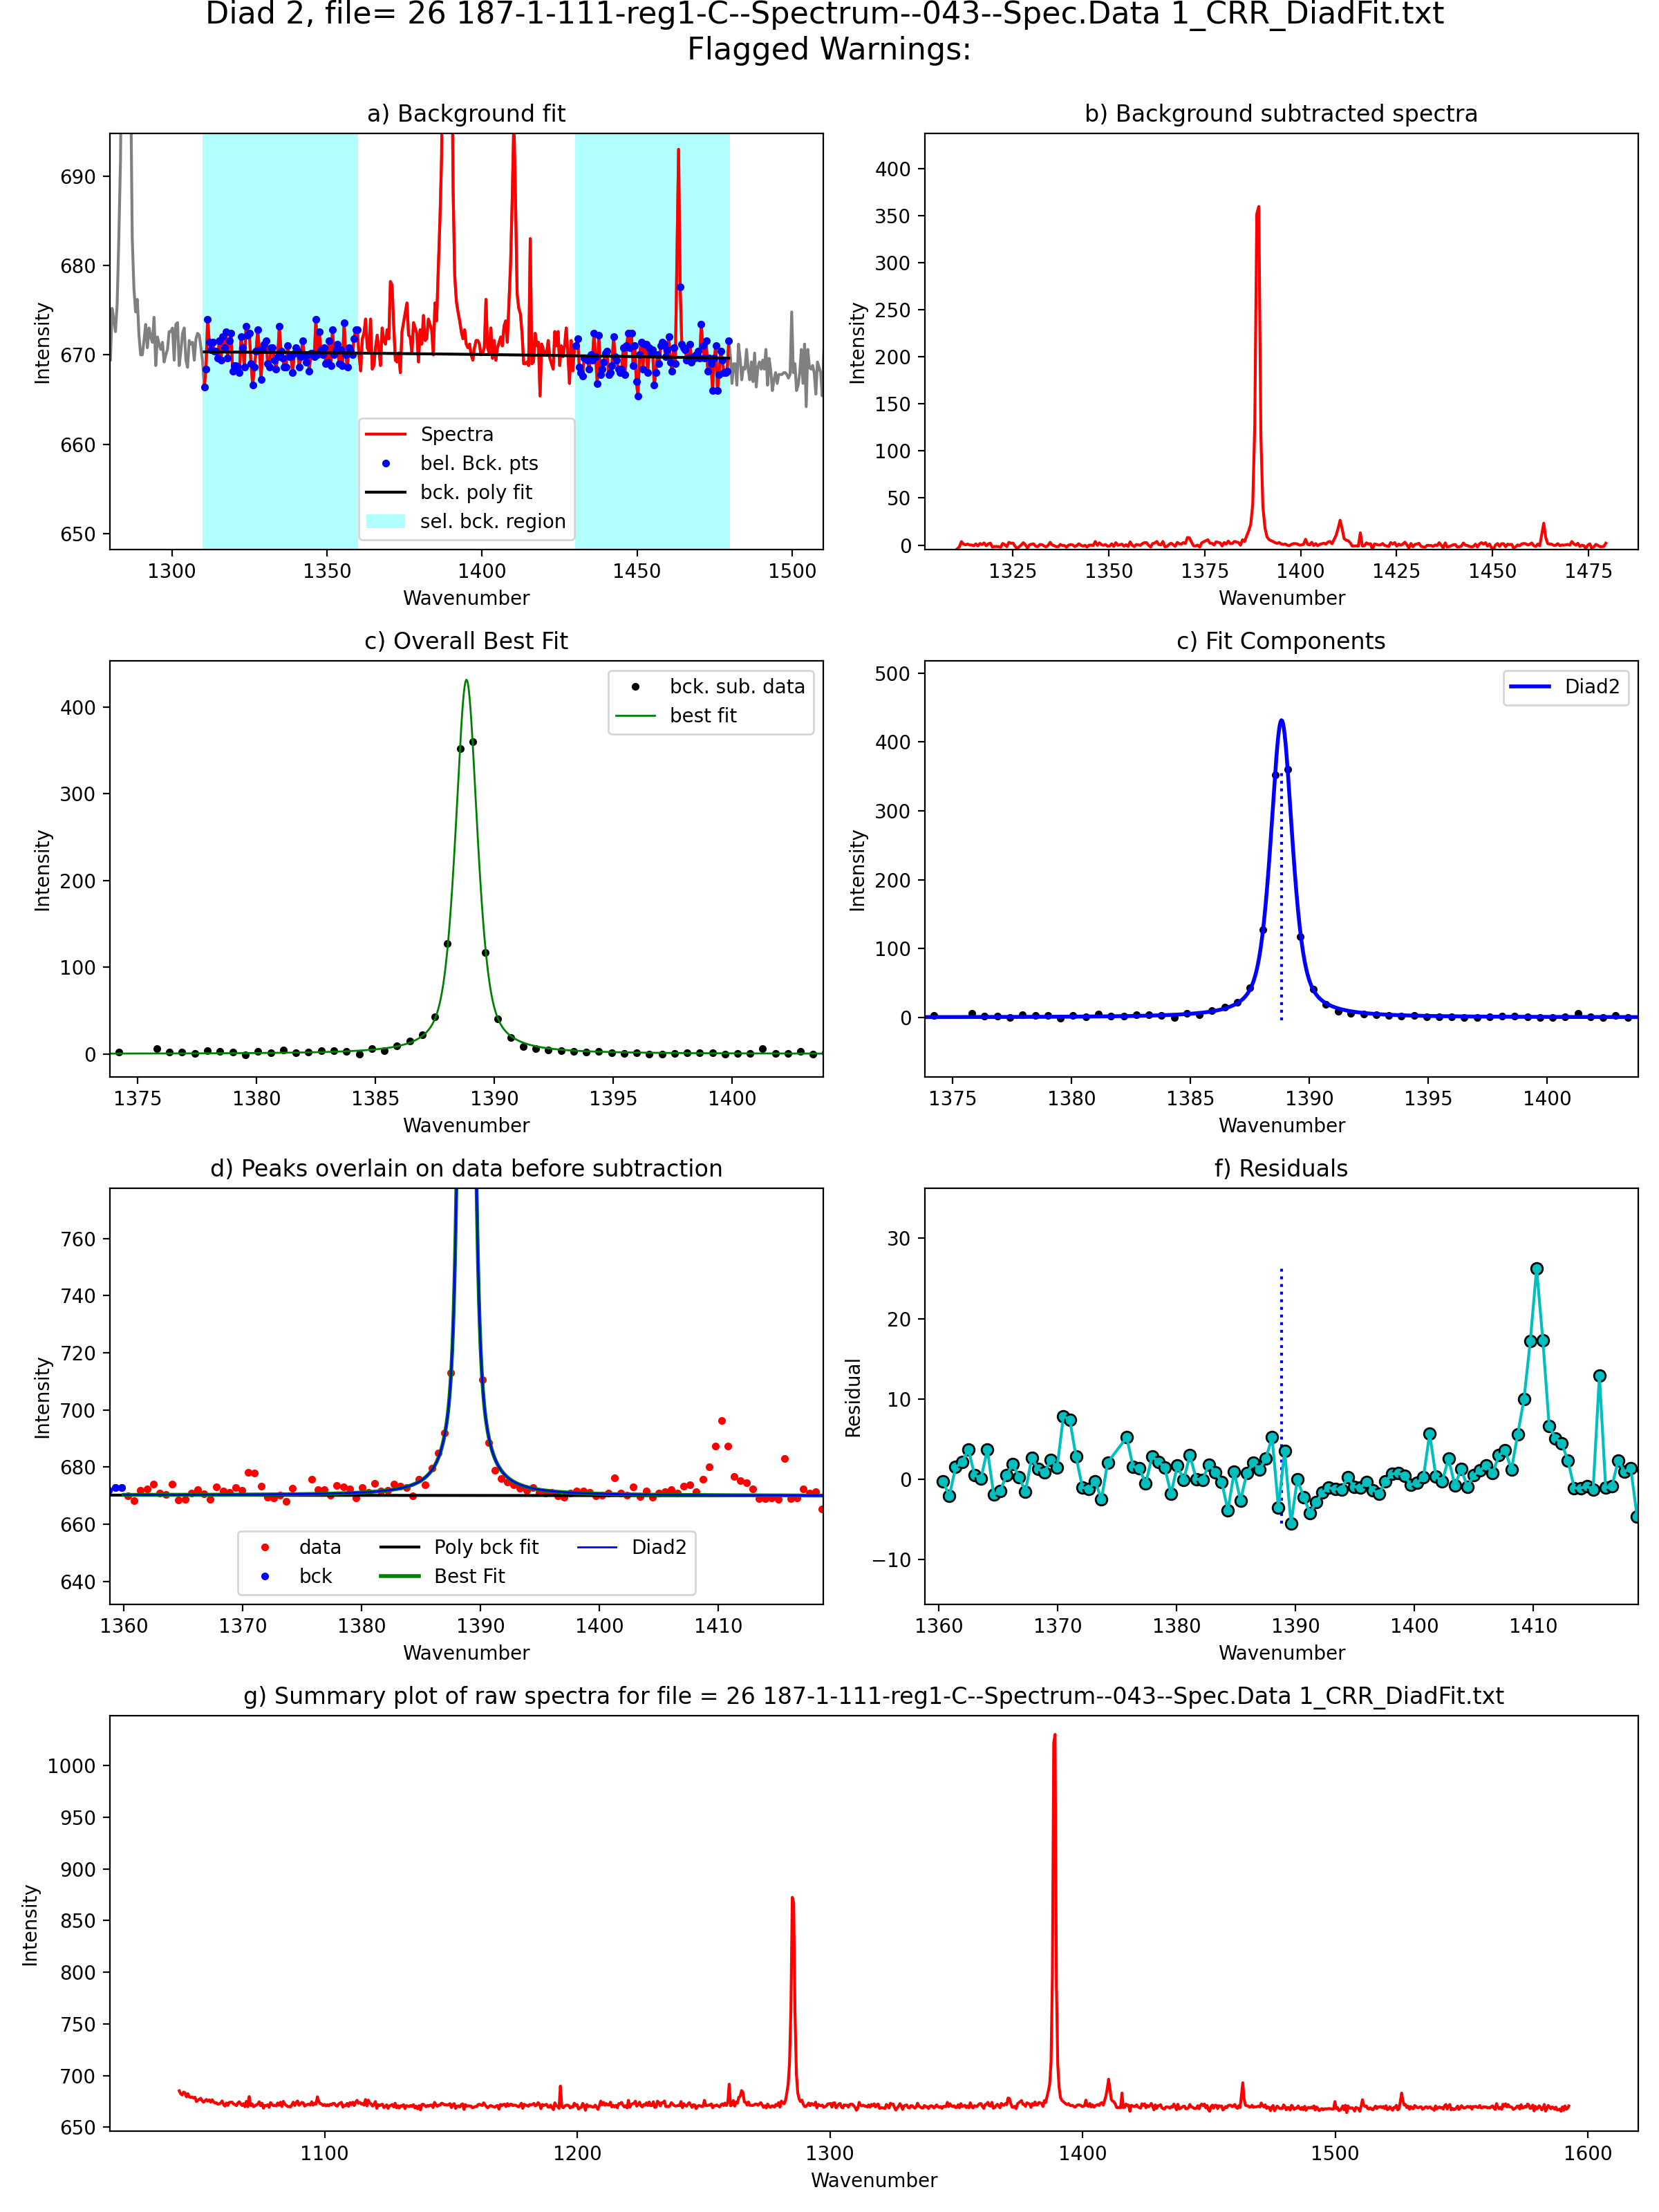 Diad 2, file= 26 187-1-111-reg1-C--Spectrum--043--Spec.Data 1_CRR_DiadFit.txt
Flagged Warnings:
a) Background fit
690
680
670
660
650
Intensity
Spectra
bel. Bck. pts
bck. poly fit
sel. bck. region
1300 1350 1400 1450 1500
Wavenumber
b) Background subtracted spectra
400
350
300
250
200
150
100
50
0
Intensity
1325 1350 1375 1400 1425 1450 1475
Wavenumber
c) Overall Best Fit
400
300
200
100
0
Intensity
bck. sub. data
best fit
1375 1380 1385 1390 1395 1400
Wavenumber
c) Fit Components
500
400
300
200
100
0
Intensity
Diad2
1375 1380 1385 1390 1395 1400
Wavenumber
d) Peaks overlain on data before subtraction
760
740
720
700
680
660
640
Intensity
data Poly bck fit Diad2
bck Best Fit
1360 1370 1380 1390 1400 1410
Wavenumber
f) Residuals
30
20
10
0
−10
Residual
1360 1370 1380 1390 1400 1410
Wavenumber
g) Summary plot of raw spectra for file = 26 187-1-111-reg1-C--Spectrum--043--Spec.Data 1_CRR_DiadFit.txt
1000
950
900
850
800
750
700
650
Intensity
1100 1200 1300 1400 1500 1600
Wavenumber